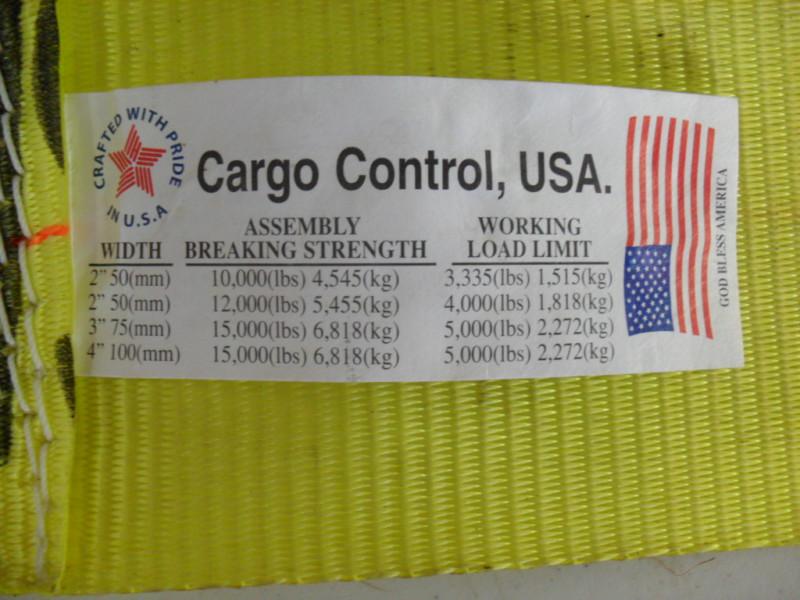 CRAFTED WITH PRIDE
IN U.S.A
Cargo Control, USA.
WIDTH ASSEMBLY BREAKING STRENGTH WORKING LOAD LIMIT
2" 50(mm) 10,000(lbs) 4,545(kg) 3,335(lbs) 1,515(kg)
2" 50(mm) 12,000(lbs) 5,455(kg) 4,000(lbs) 1,818(kg)
3" 75(mm) 15,000(lbs) 6,818(kg) 5,000(lbs) 2,272(kg)
4" 100(mm) 15,000(lbs) 6,818(kg) 5,000(lbs) 2,272(kg)
GOD BLESS AMERICA